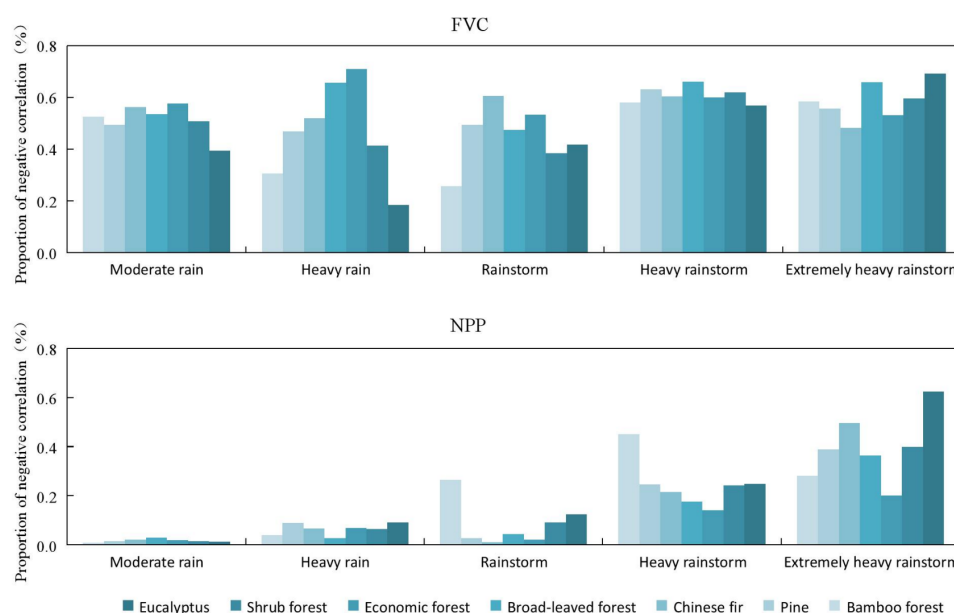 FVC
Proportion of negative correlation (%)
0.8
0.6
0.4
0.2
0.0
Moderate rain Heavy rain Rainstorm Heavy rainstorm Extremely heavy rainstorm
NPP
Proportion of negative correlation (%)
0.8
0.6
0.4
0.2
0.0
Moderate rain Heavy rain Rainstorm Heavy rainstorm Extremely heavy rainstorm
Eucalyptus Shrub forest Economic forest Broad-leaved forest Chinese fir Pine Bamboo forest